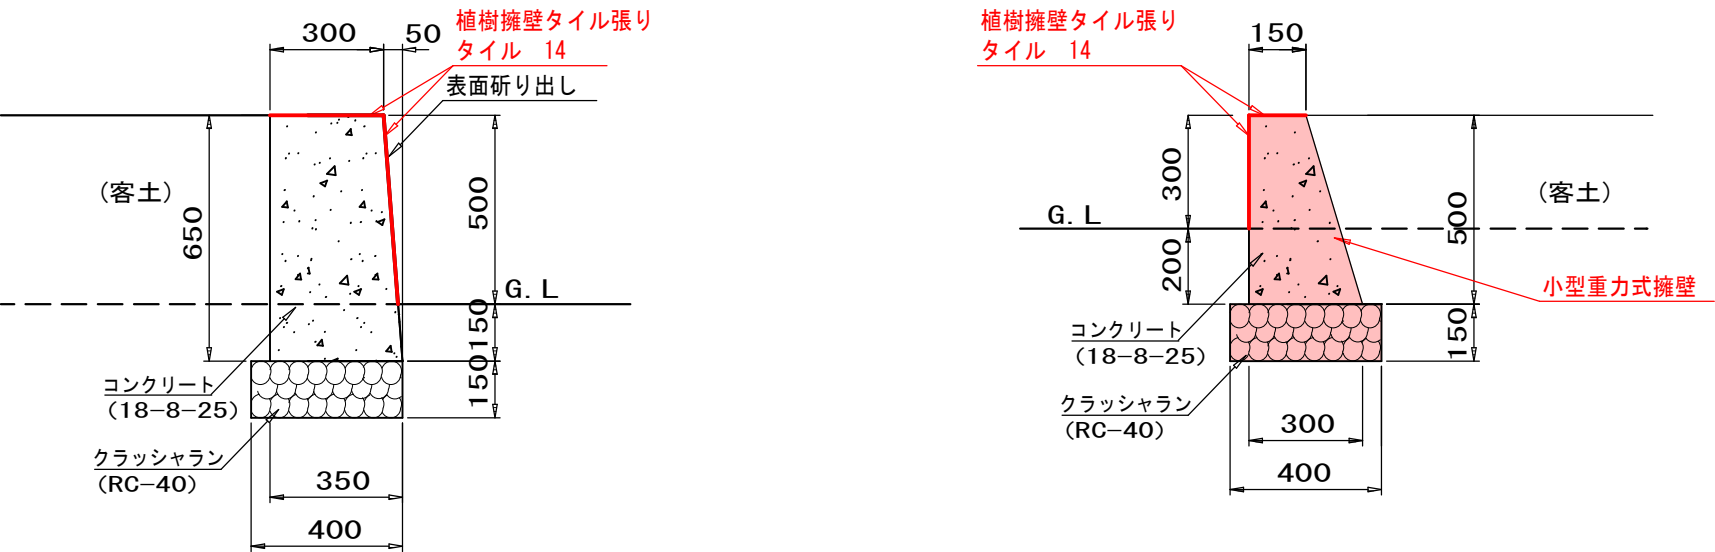 300
50
植樹擁壁タイル張り
タイル 14
表面斫り出し
(客土)
650
500
G. L
150
150
コンクリート
(18-8-25)
クラッシャラン
(RC-40)
350
400
植樹擁壁タイル張り
タイル 14
150
300
(客土)
G. L
500
200
小型重力式擁壁
コンクリート
(18-8-25)
150
クラッシャラン
(RC-40)
300
400